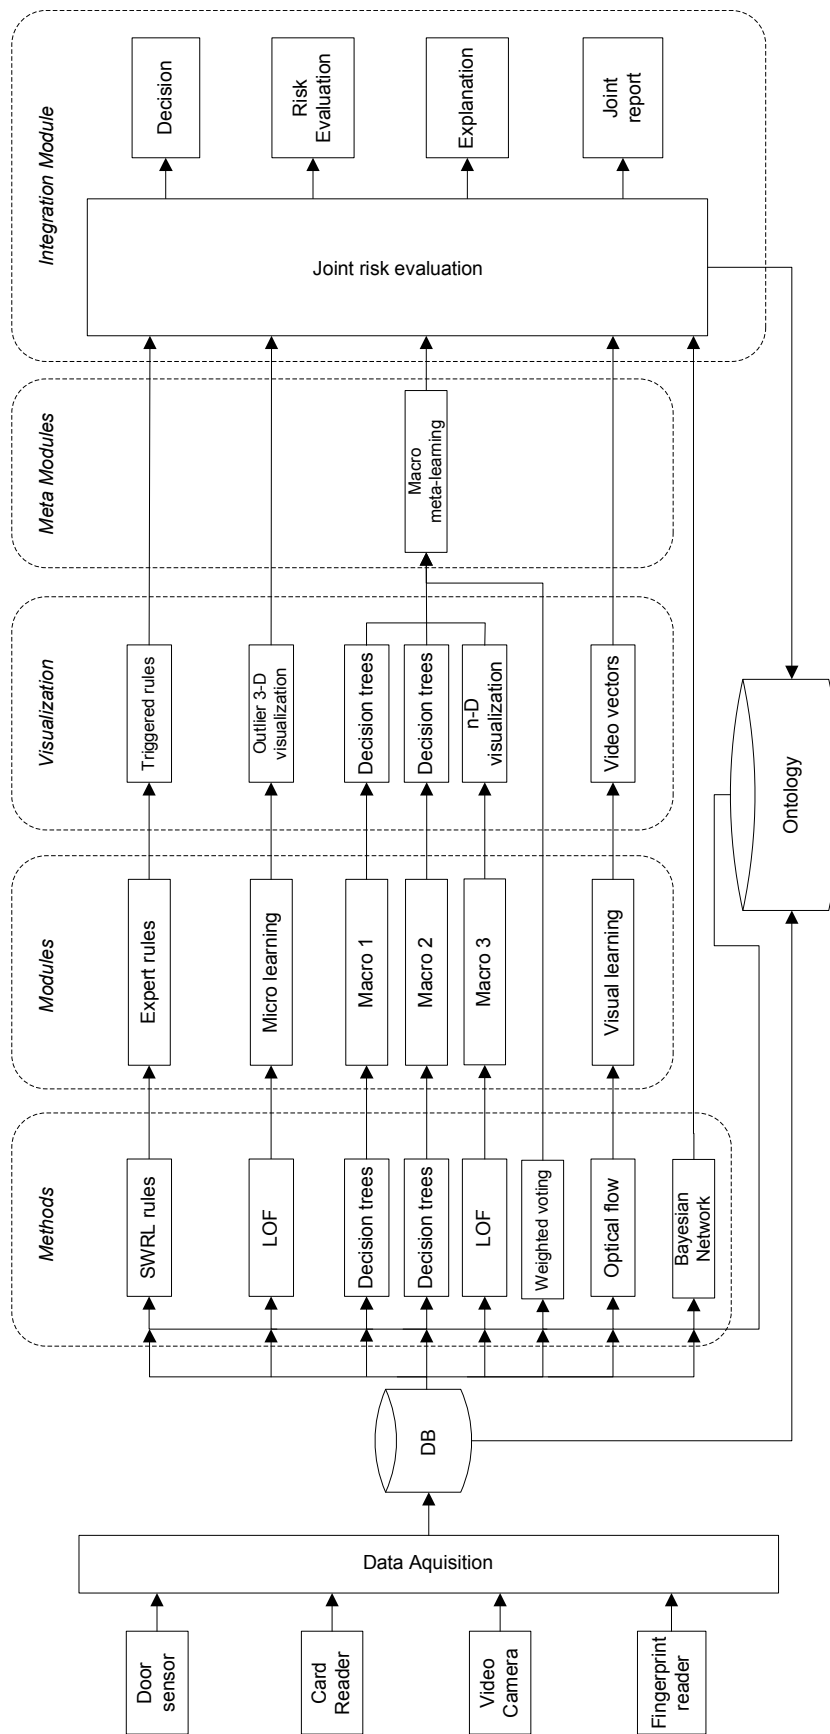 Integration Module
Decision
Risk
Evaluation
Explanation
Joint
report
Joint risk evaluation
Meta Modules
Macro
meta-learning
Visualization
Triggered rules
Outlier 3-D
visualization
Decision trees
Decision trees
n-D
visualization
Video vectors
Modules
Expert rules
Micro learning
Macro 1
Macro 2
Macro 3
Visual learning
Ontology
Methods
SWRL rules
LOF
Decision trees
Decision trees
LOF
Weighted voting
Optical flow
Bayesian
Network
DB
Data Aquisition
Door
sensor
Card
Reader
Video
Camera
Fingerprint
reader